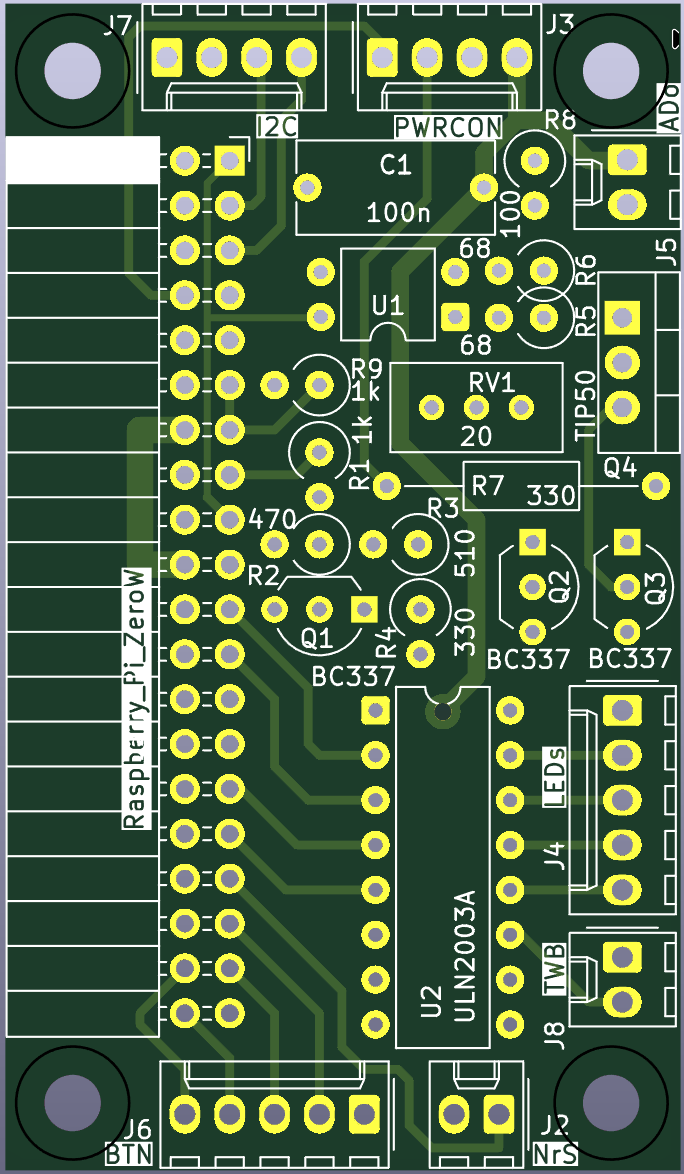 J7
J3
I2C
PWRCON
R8
C1
100n
100
68
R6
J5
U1
R5
68
R9
1k
RV1
20
TIP50
1k
R1
Q4
R7
330
470
R3
510
R2
Q2
Q3
Raspberry_Pi_Zerow
Q1
R4
330
BC337
BC337
BC337
LEDs
J4
ULN2003A
U2
TWB
J8
J6
BTN
J2
NrS